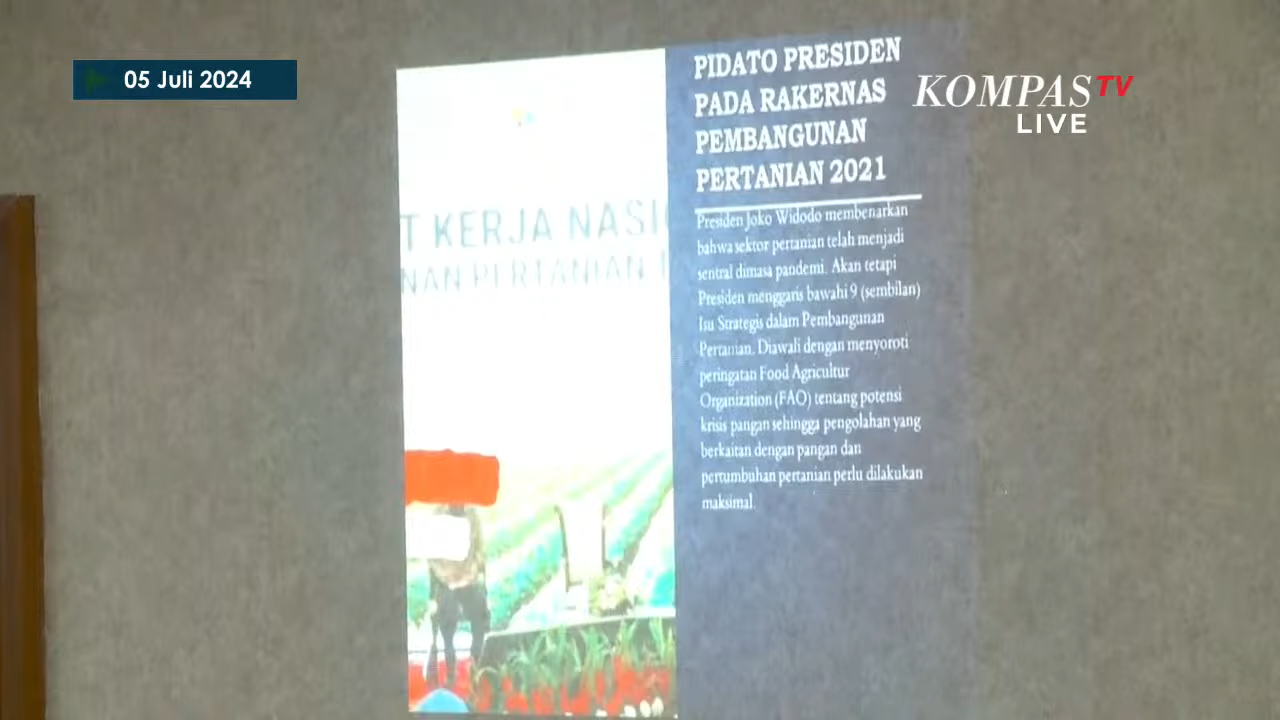 05 Juli 2024
KOMPAS TV
LIVE
PIDATO PRESIDEN
PADA RAKERNAS
PEMBANGUNAN
PERTANIAN 2021
Presiden Joko Widodo membenarkan
bahwa sektor pertanian telah menjadi
sentral dimasa pandemi. Akan tetapi
Presiden menggaris bawahi 9 (sembilan)
Isu Strategis dalam Pembangunan
Pertanian. Diawali dengan menyoroti
peringatan Food Agricultur
Organization (FAO) tentang potensi
krisis pangan sehingga pengolahan yang
berkaitan dengan pangan dan
pertumbuhan pertanian perlu dilakukan
maksimal.
T KERJA NASI
NAN PERTANIAN